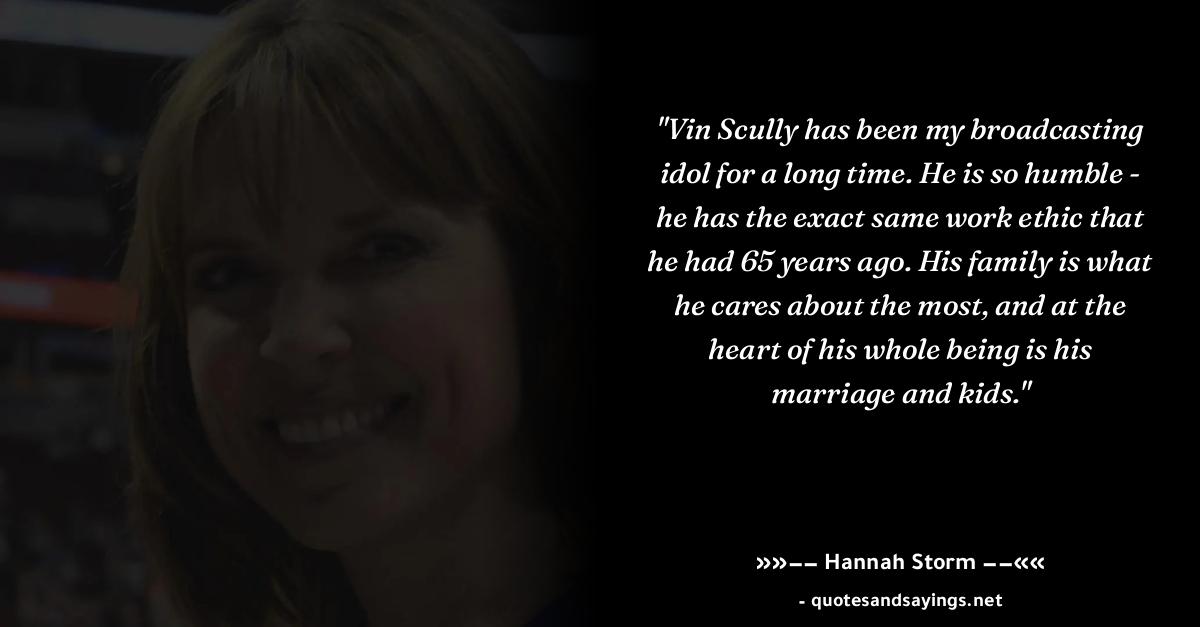 "Vin Scully has been my broadcasting
idol for a long time. He is so humble -
he has the exact same work ethic that
he had 65 years ago. His family is what
he cares about the most, and at the
heart of his whole being is his
marriage and kids."
»»−− Hannah Storm −−««
- quotesandsayings.net